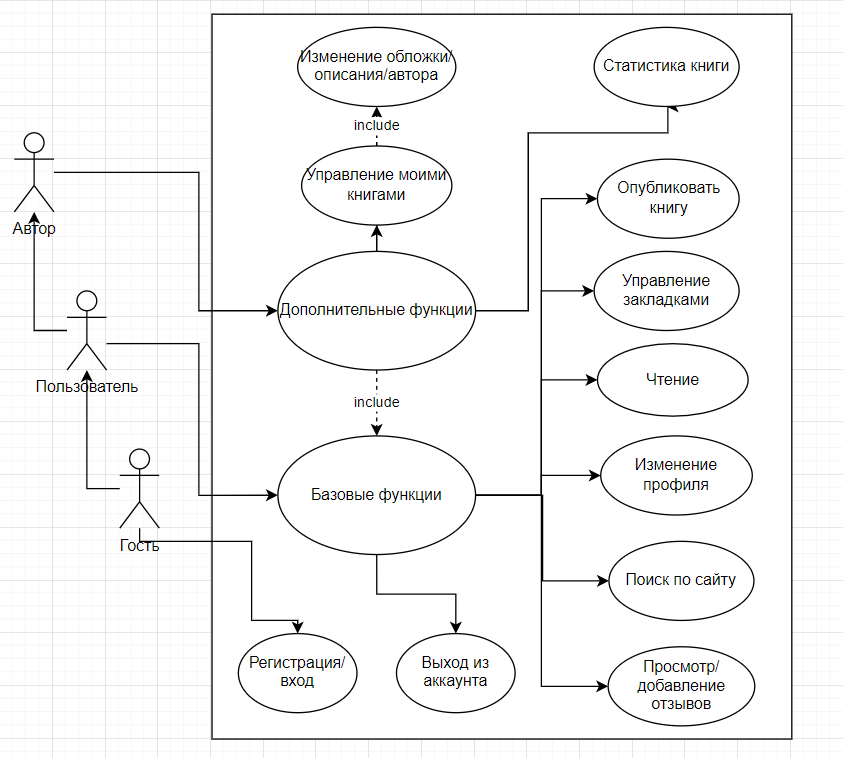 Изменение обложки/
описания/автора
Статистика книги
include
Управление моими
книгами
Опубликовать
книгу
Автор
Управление
закладками
Дополнительные функции
Чтение
Пользователь
include
Изменение
профиля
Базовые функции
Гость
Поиск по сайту
Регистрация/
вход
Выход из
аккаунта
Просмотр/
добавление
отзывов